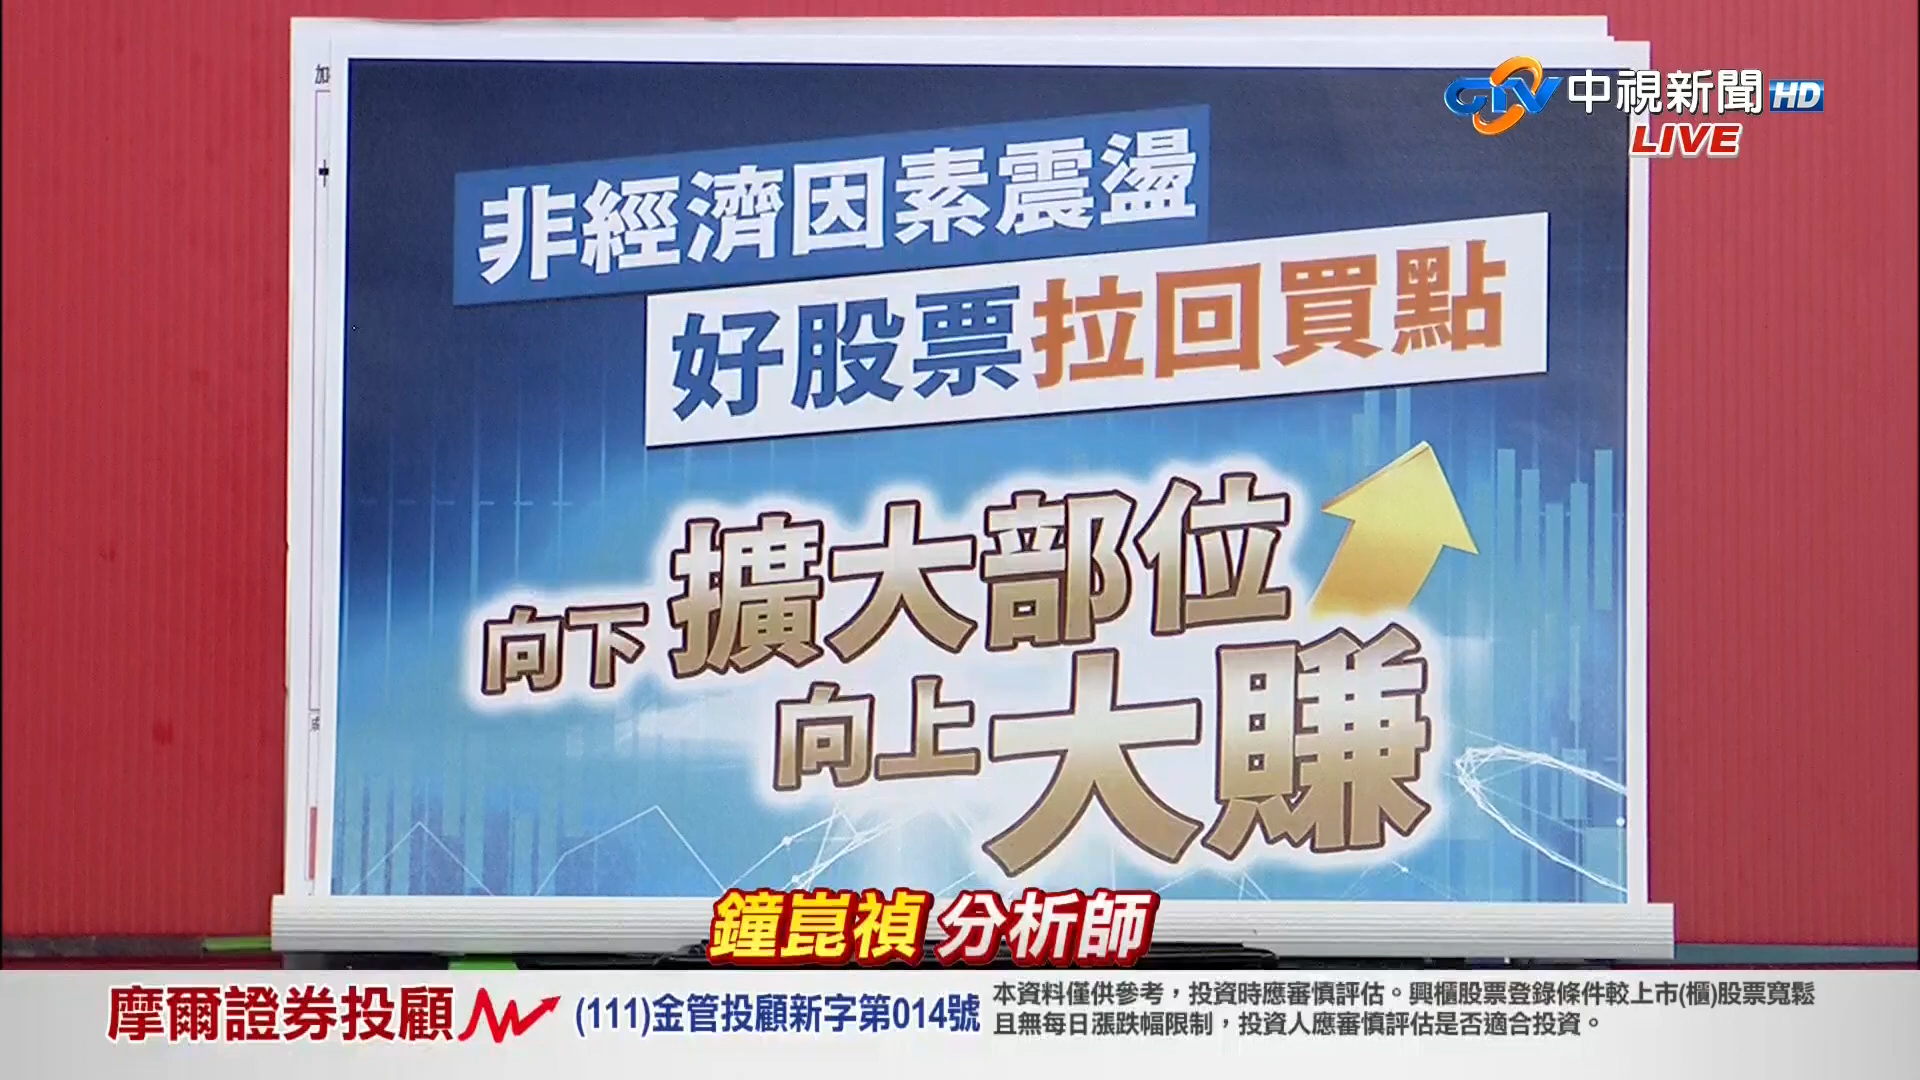 CTV 中視新聞 HD
LIVE
加
非經濟因素震盪
好股票拉回買點
向下擴大部位
向上大賺
鐘崑禎 分析師
摩爾證券投顧 (111)金管投顧新字第014號
本資料僅供參考，投資時應審慎評估。興櫃股票登錄條件較上市(櫃)股票寬鬆
且無每日漲跌幅限制，投資人應審慎評估是否適合投資。